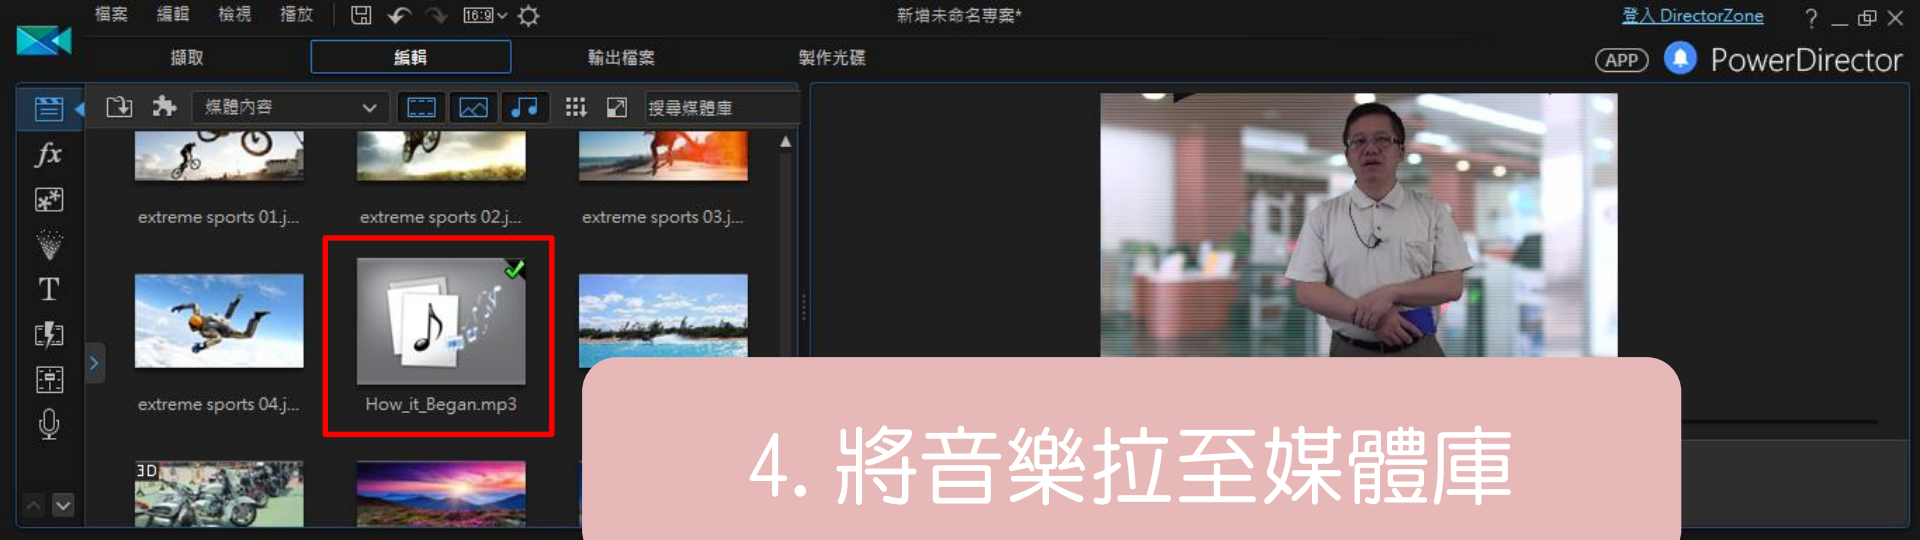 檔案 編輯 檢視 播放 16:9 新增未命名專案* 登入 DirectorZone ?
擷取 編輯 輸出檔案 製作光碟 APP PowerDirector
媒體內容 搜尋媒體庫
fx
T
extreme sports 01.j... extreme sports 02.j... extreme sports 03.j...
extreme sports 04.j... How_it_Began.mp3
3D
4. 將音樂拉至媒體庫